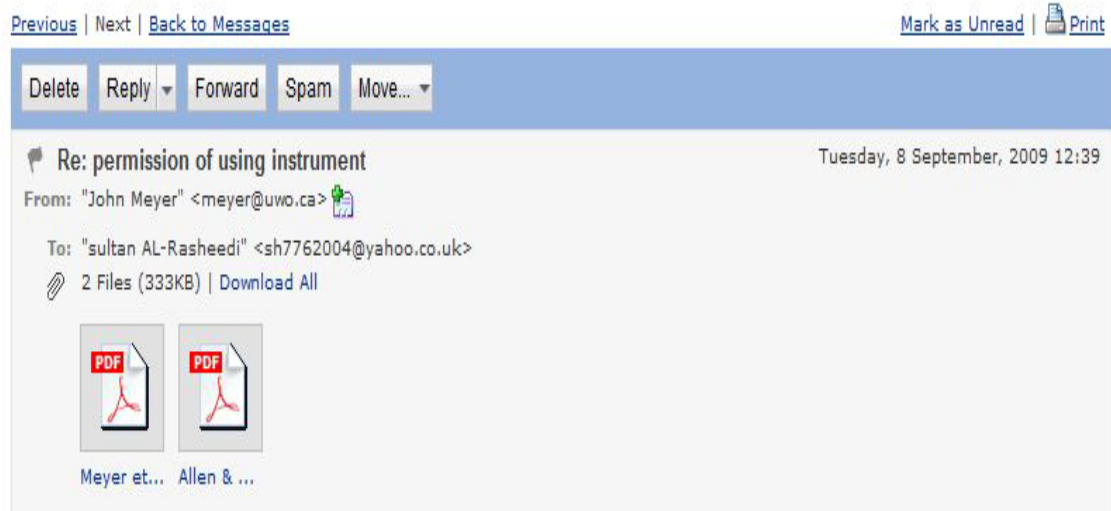 Previous | Next | Back to Messages
Mark as Unread | Print
Delete Reply Forward Spam Move...
Re: permission of using instrument
Tuesday, 8 September, 2009 12:39
From: "John Meyer" <meyer@uwo.ca>
To: "sultan AL-Rasheedi" <sh7762004@yahoo.co.uk>
2 Files (333KB) | Download All
PDF PDF
Meyer et... Allen & ...